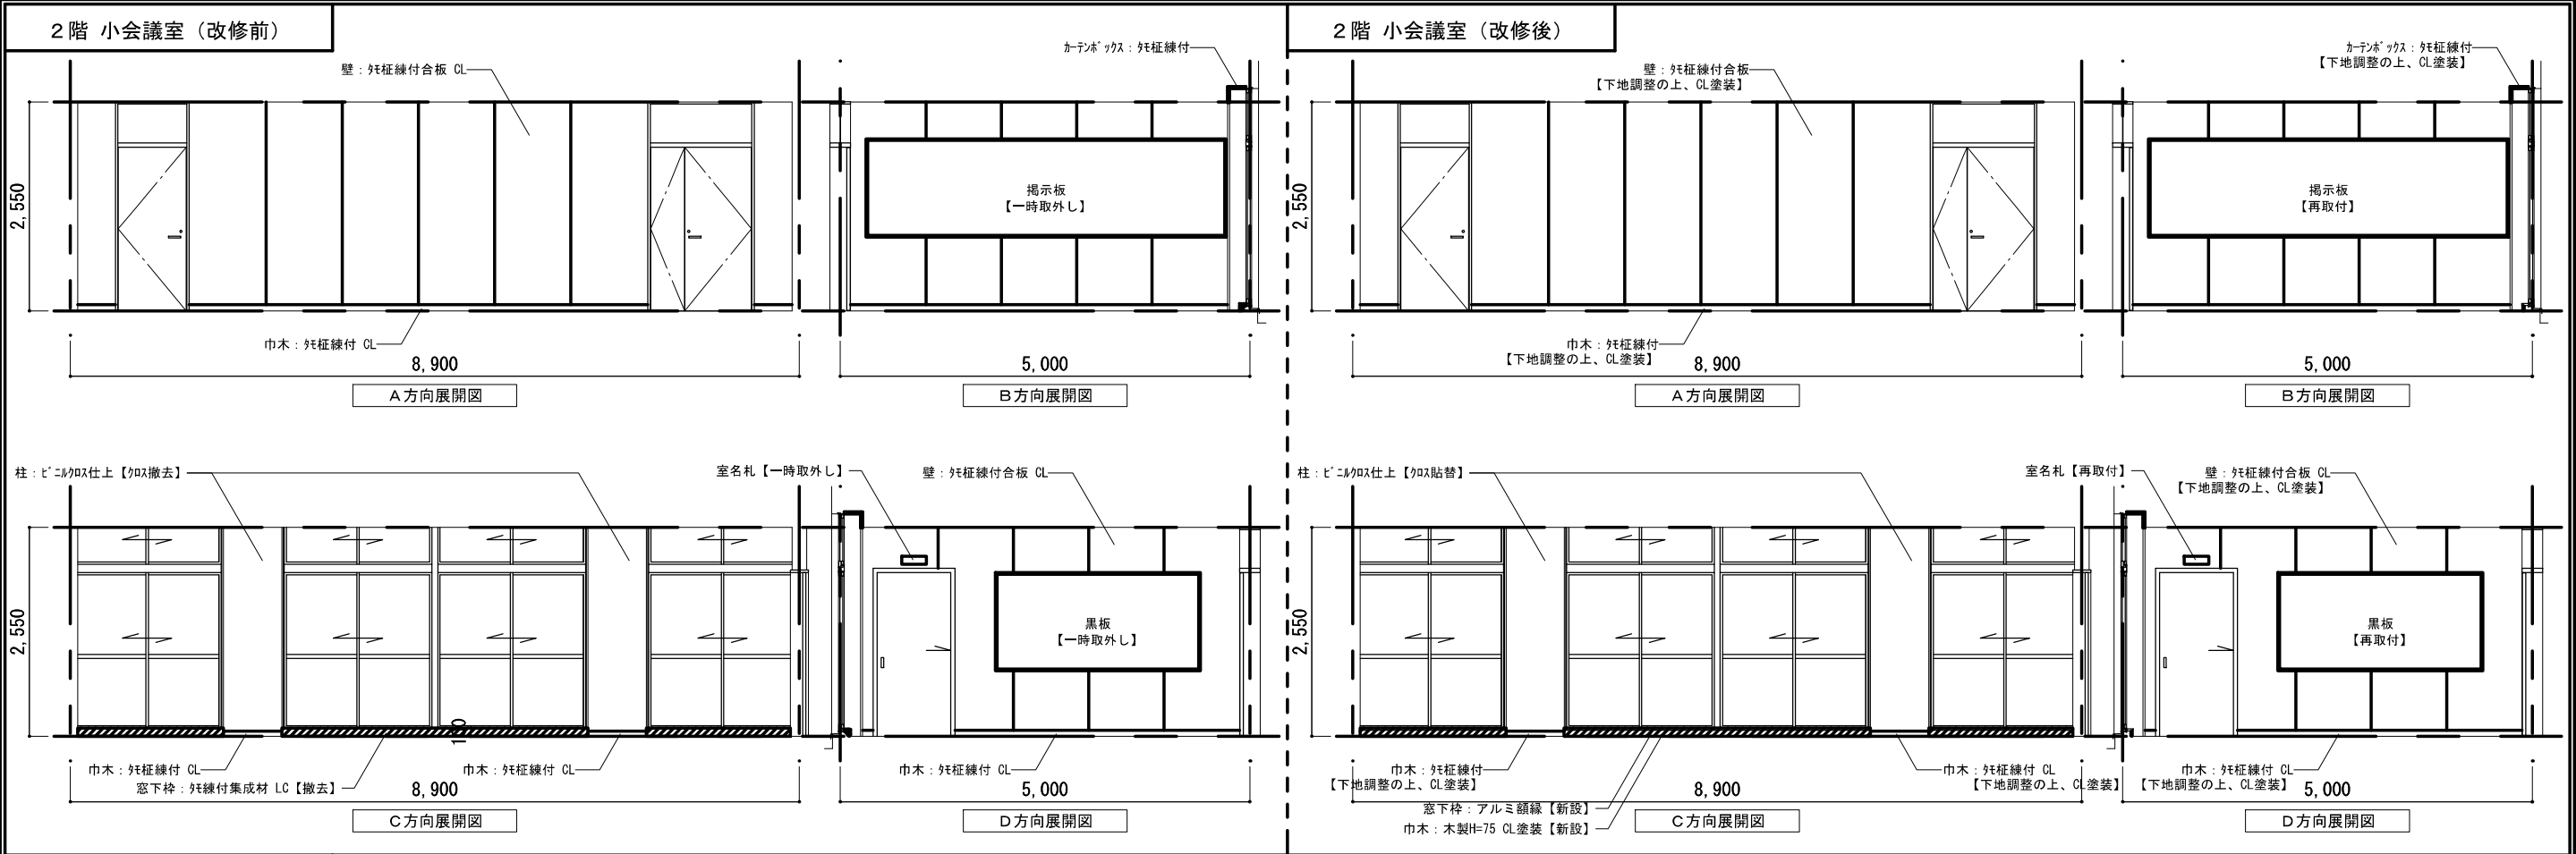 ２階 小会議室（改修前）
カーテンボックス：タモ柾練付
壁：タモ柾練付合板 CL
2,550
掲示板
【一時取外し】
巾木：タモ柾練付 CL
8,900
5,000
Ａ方向展開図
Ｂ方向展開図
柱：ビニルクロス仕上【クロス撤去】
室名札【一時取外し】
壁：タモ柾練付合板 CL
2,550
黒板
【一時取外し】
巾木：タモ柾練付 CL
巾木：タモ柾練付 CL
巾木：タモ柾練付 CL
窓下枠：タモ練付集成材 LC【撤去】
8,900
5,000
Ｃ方向展開図
Ｄ方向展開図
２階 小会議室（改修後）
カーテンボックス：タモ柾練付
【下地調整の上、CL塗装】
壁：タモ柾練付合板
【下地調整の上、CL塗装】
2,550
掲示板
【再取付】
巾木：タモ柾練付
【下地調整の上、CL塗装】
8,900
5,000
Ａ方向展開図
Ｂ方向展開図
柱：ビニルクロス仕上【クロス貼替】
室名札【再取付】
壁：タモ柾練付合板 CL
【下地調整の上、CL塗装】
2,550
黒板
【再取付】
巾木：タモ柾練付
【下地調整の上、CL塗装】
巾木：タモ柾練付 CL
【下地調整の上、CL塗装】
巾木：タモ柾練付 CL
【下地調整の上、CL塗装】
窓下枠：アルミ額縁【新設】
巾木：木製H=75 CL塗装【新設】
8,900
5,000
Ｃ方向展開図
Ｄ方向展開図